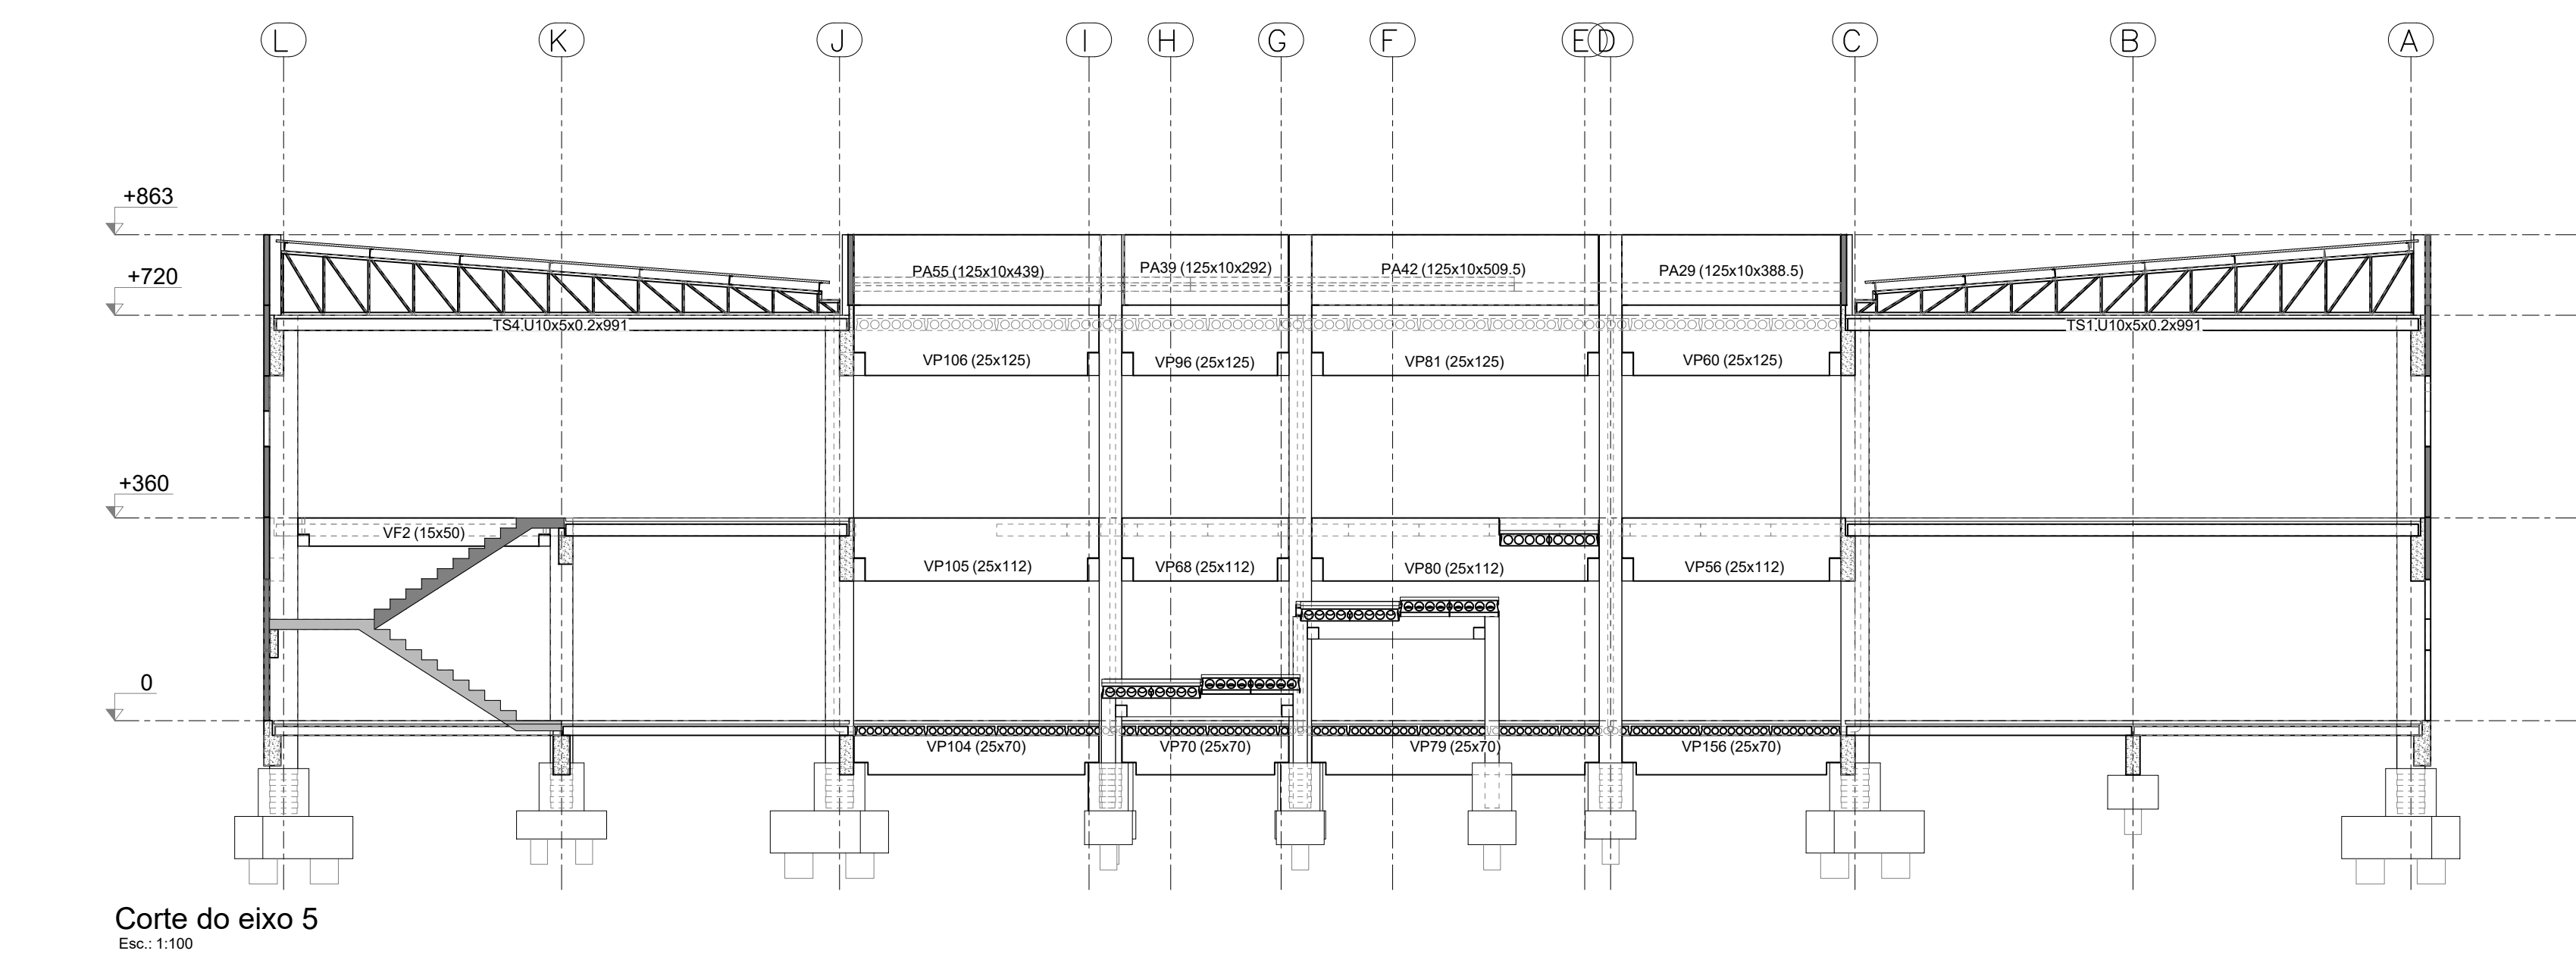 L K J I H G F E D C B A
+863
+720
PA55 (125x10x439) PA39 (125x10x292) PA42 (125x10x509.5) PA29 (125x10x388.5)
TS4.U10x5x0.2x991 TS1.U10x5x0.2x991
VP106 (25x125) VP96 (25x125) VP81 (25x125) VP60 (25x125)
+360
VF2 (15x50)
VP105 (25x112) VP68 (25x112) VP80 (25x112) VP56 (25x112)
0
VP104 (25x70) VP70 (25x70) VP79 (25x70) VP156 (25x70)
Corte do eixo 5
Esc.: 1:100